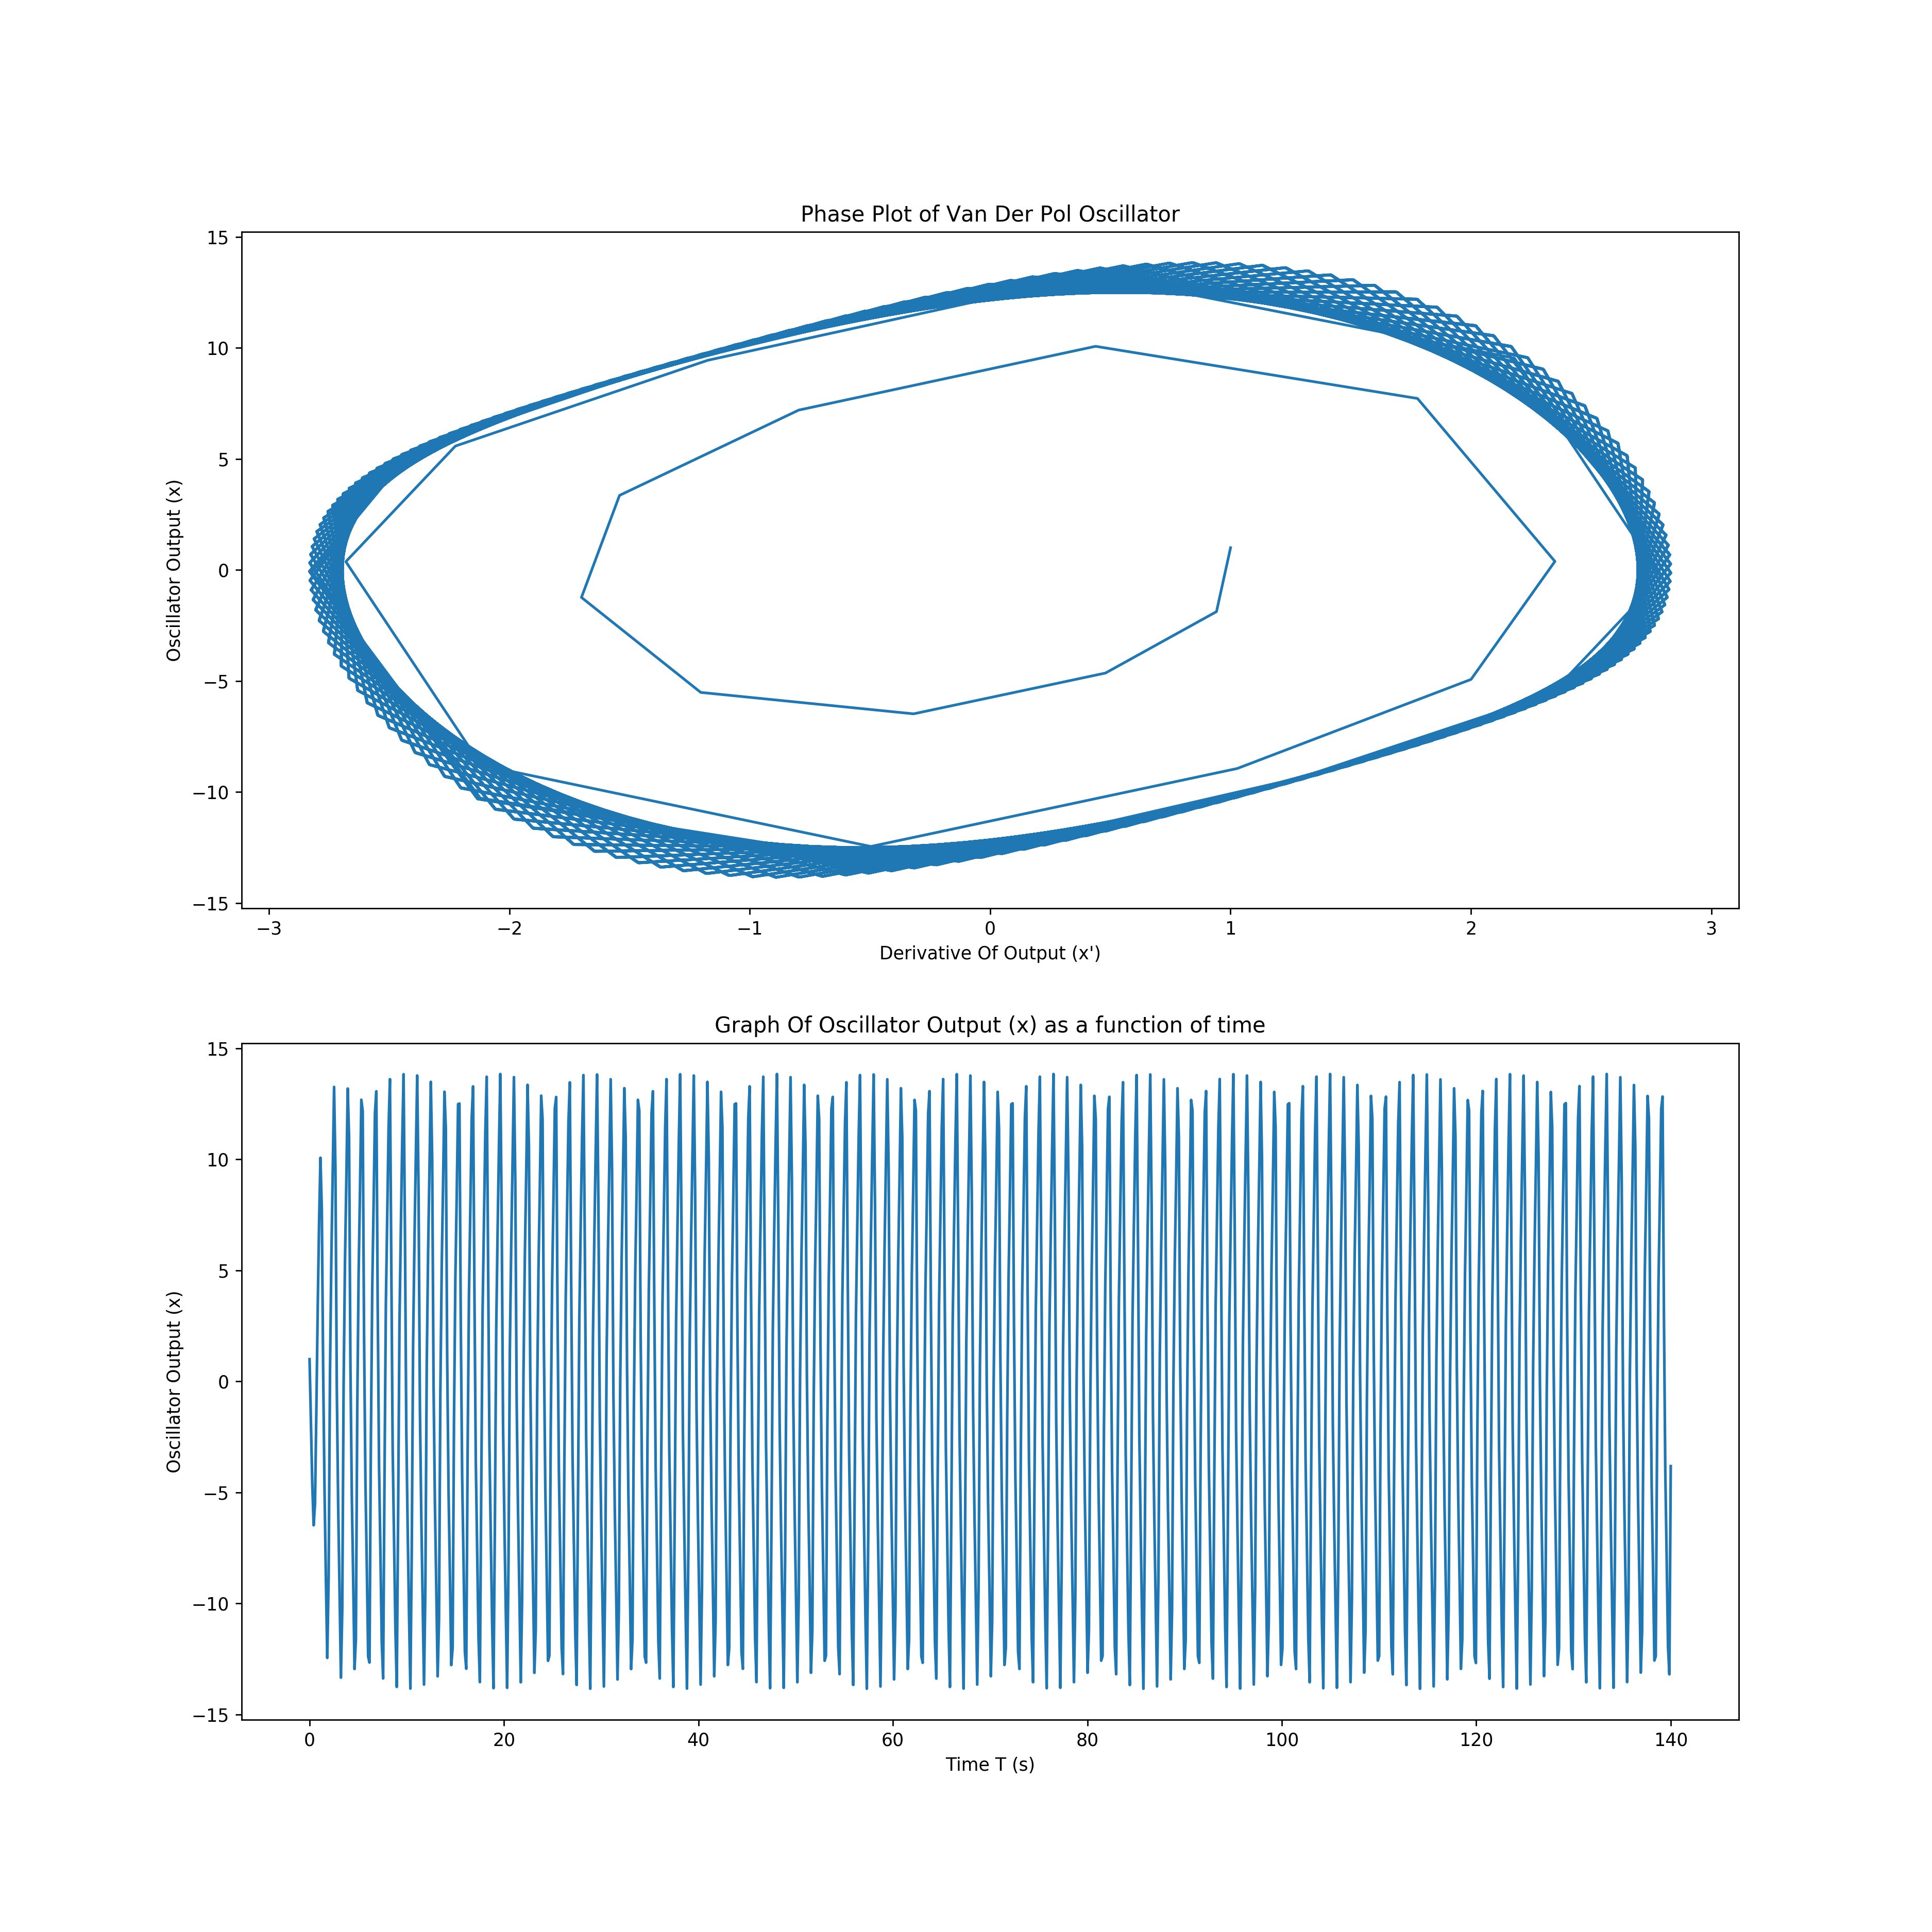 Phase Plot of Van Der Pol Oscillator
15
10
5
0
−5
−10
−15
Oscillator Output (x)
−3 −2 −1 0 1 2 3
Derivative Of Output (x')
Graph Of Oscillator Output (x) as a function of time
15
10
5
0
−5
−10
−15
Oscillator Output (x)
0 20 40 60 80 100 120 140
Time T (s)